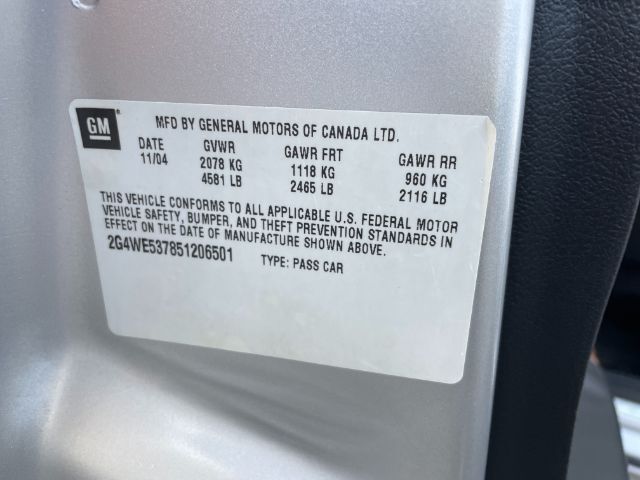 GM
MFD BY GENERAL MOTORS OF CANADA LTD.
DATE GVWR GAWR FRT GAWR RR
11/04 2078 KG 1118 KG 960 KG
4581 LB 2465 LB 2116 LB
THIS VEHICLE CONFORMS TO ALL APPLICABLE U.S. FEDERAL MOTOR
VEHICLE SAFETY, BUMPER, AND THEFT PREVENTION STANDARDS IN
EFFECT ON THE DATE OF MANUFACTURE SHOWN ABOVE.
2G4WE537851206501 TYPE: PASS CAR